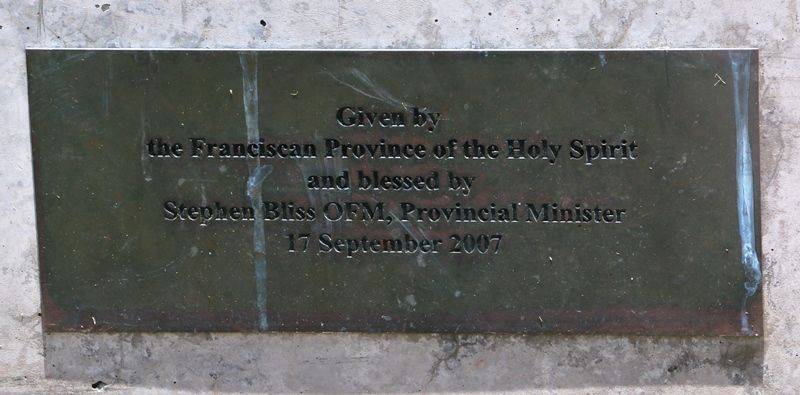 Given by
the Franciscan Province of the Holy Spirit
and blessed by
Stephen Bliss OFM, Provincial Minister
17 September 2007